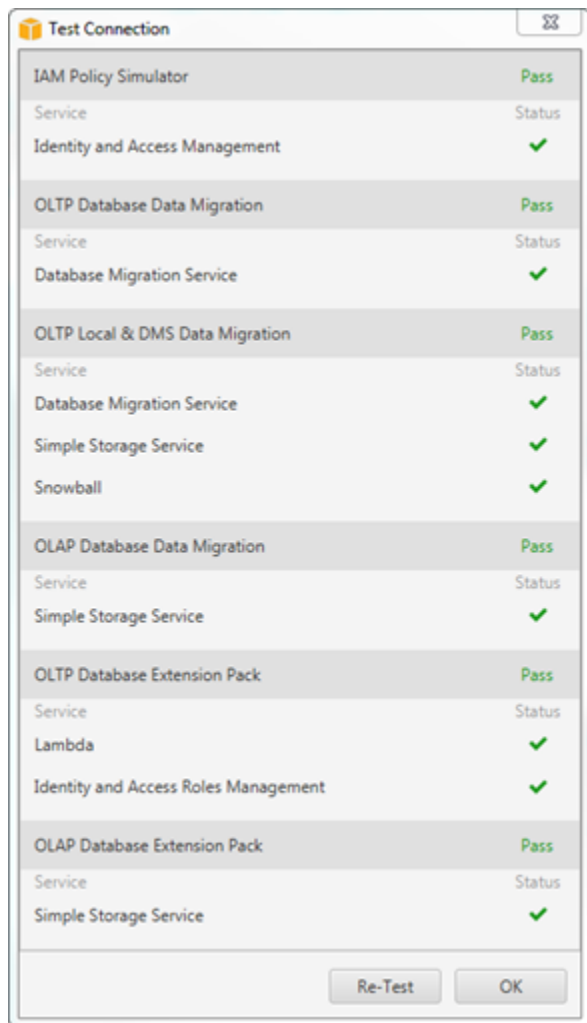 Test Connection
IAM Policy Simulator Pass
Service Status
Identity and Access Management
OLTP Database Data Migration Pass
Service Status
Database Migration Service
OLTP Local & DMS Data Migration Pass
Service Status
Database Migration Service
Simple Storage Service
Snowball
OLAP Database Data Migration Pass
Service Status
Simple Storage Service
OLTP Database Extension Pack Pass
Service Status
Lambda
Identity and Access Roles Management
OLAP Database Extension Pack Pass
Service Status
Simple Storage Service
Re-Test OK